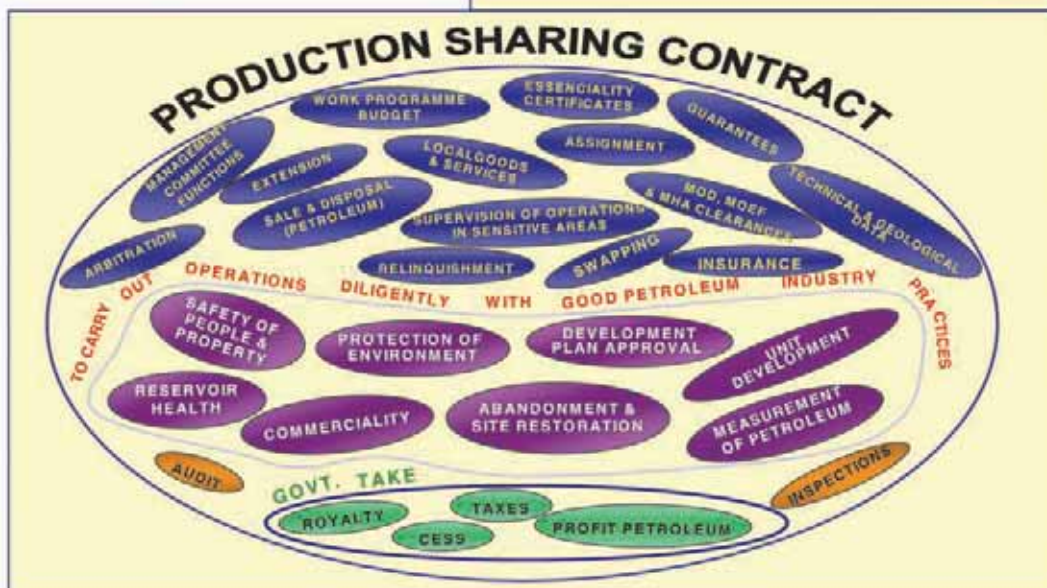 PRODUCTION SHARING CONTRACT
WORK PROGRAMME
BUDGET
ESSENCIALITY
CERTIFICATES
GUARANTEES
MANAGEMENT
COMMITTEE
FUNCTIONS
EXTENSION
LOCALGOODS
& SERVICES
ASSIGNMENT
TECHNICAL & GEOLOGICAL
DATA
SALE & DISPOSAL
(PETROLEUM)
SUPERVISION OF OPERATIONS
IN SENSITIVE AREAS
MOD, MOEF
& MHA CLEARANCES
ARBITRATION
RELINQUISHMENT
SWAPPING
INSURANCE
TO CARRY OUT OPERATIONS DILIGENTLY WITH GOOD PETROLEUM INDUSTRY PRACTICES
SAFETY OF
PEOPLE &
PROPERTY
PROTECTION OF
ENVIRONMENT
DEVELOPMENT
PLAN APPROVAL
UNIT
DEVELOPMENT
RESERVOIR
HEALTH
COMMERCIALITY
ABANDONMENT &
SITE RESTORATION
MEASUREMENT
OF PETROLEUM
AUDIT
INSPECTIONS
GOVT. TAKE
ROYALTY
TAXES
CESS
PROFIT PETROLEUM